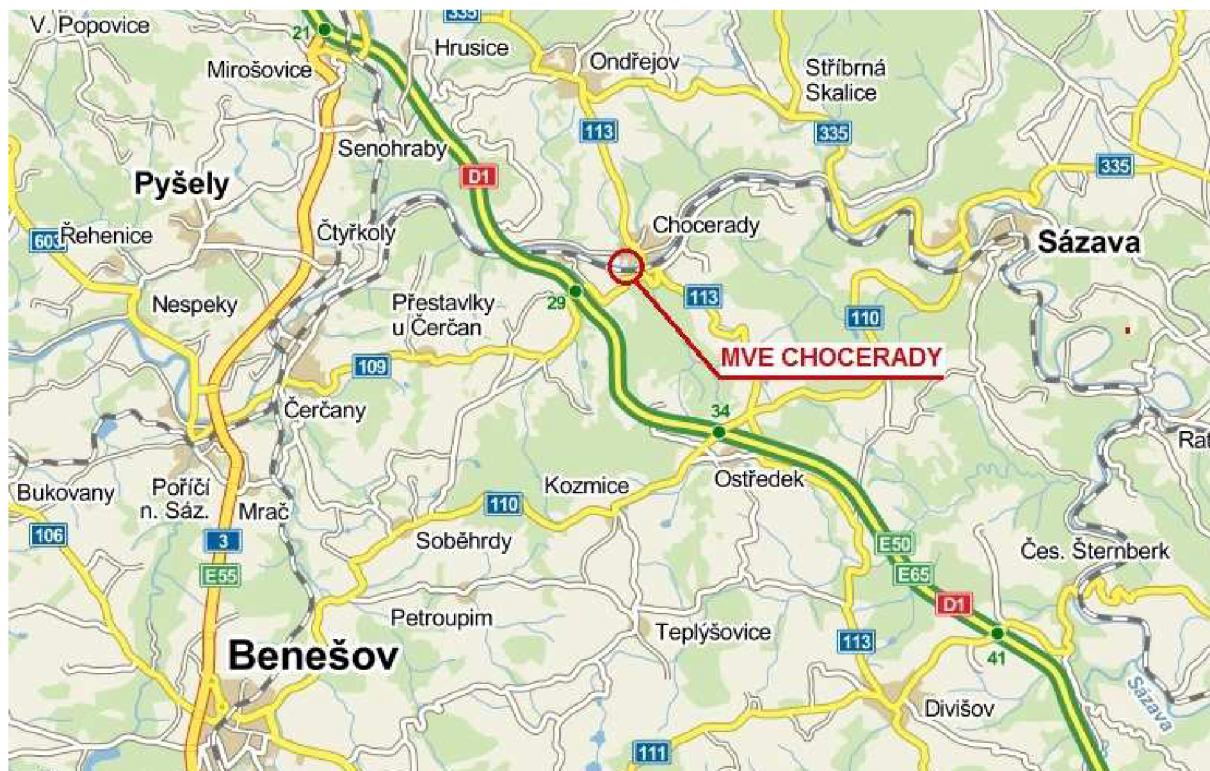 V. Popovice
21
335
Hrusice
Ondřejov
Mirošovice
Stříbrná
Skalice
113
335
Senohraby
D1
335
Pyšely
Chocerady
603
Řehenice
Čtyřkoly
Sázava
Nespeky
Přestavlky
u Čerčan
29
113
110
MVE CHOCERADY
109
Čerčany
34
Rat
Bukovany
Poříčí
n. Sáz.
Mrač
Kozmice
Ostředek
110
106
3
Soběhrdy
E50
Čes. Šternberk
E55
E65
D1
Petroupim
Teplýšovice
113
41
Benešov
Divišov
Sázava
111